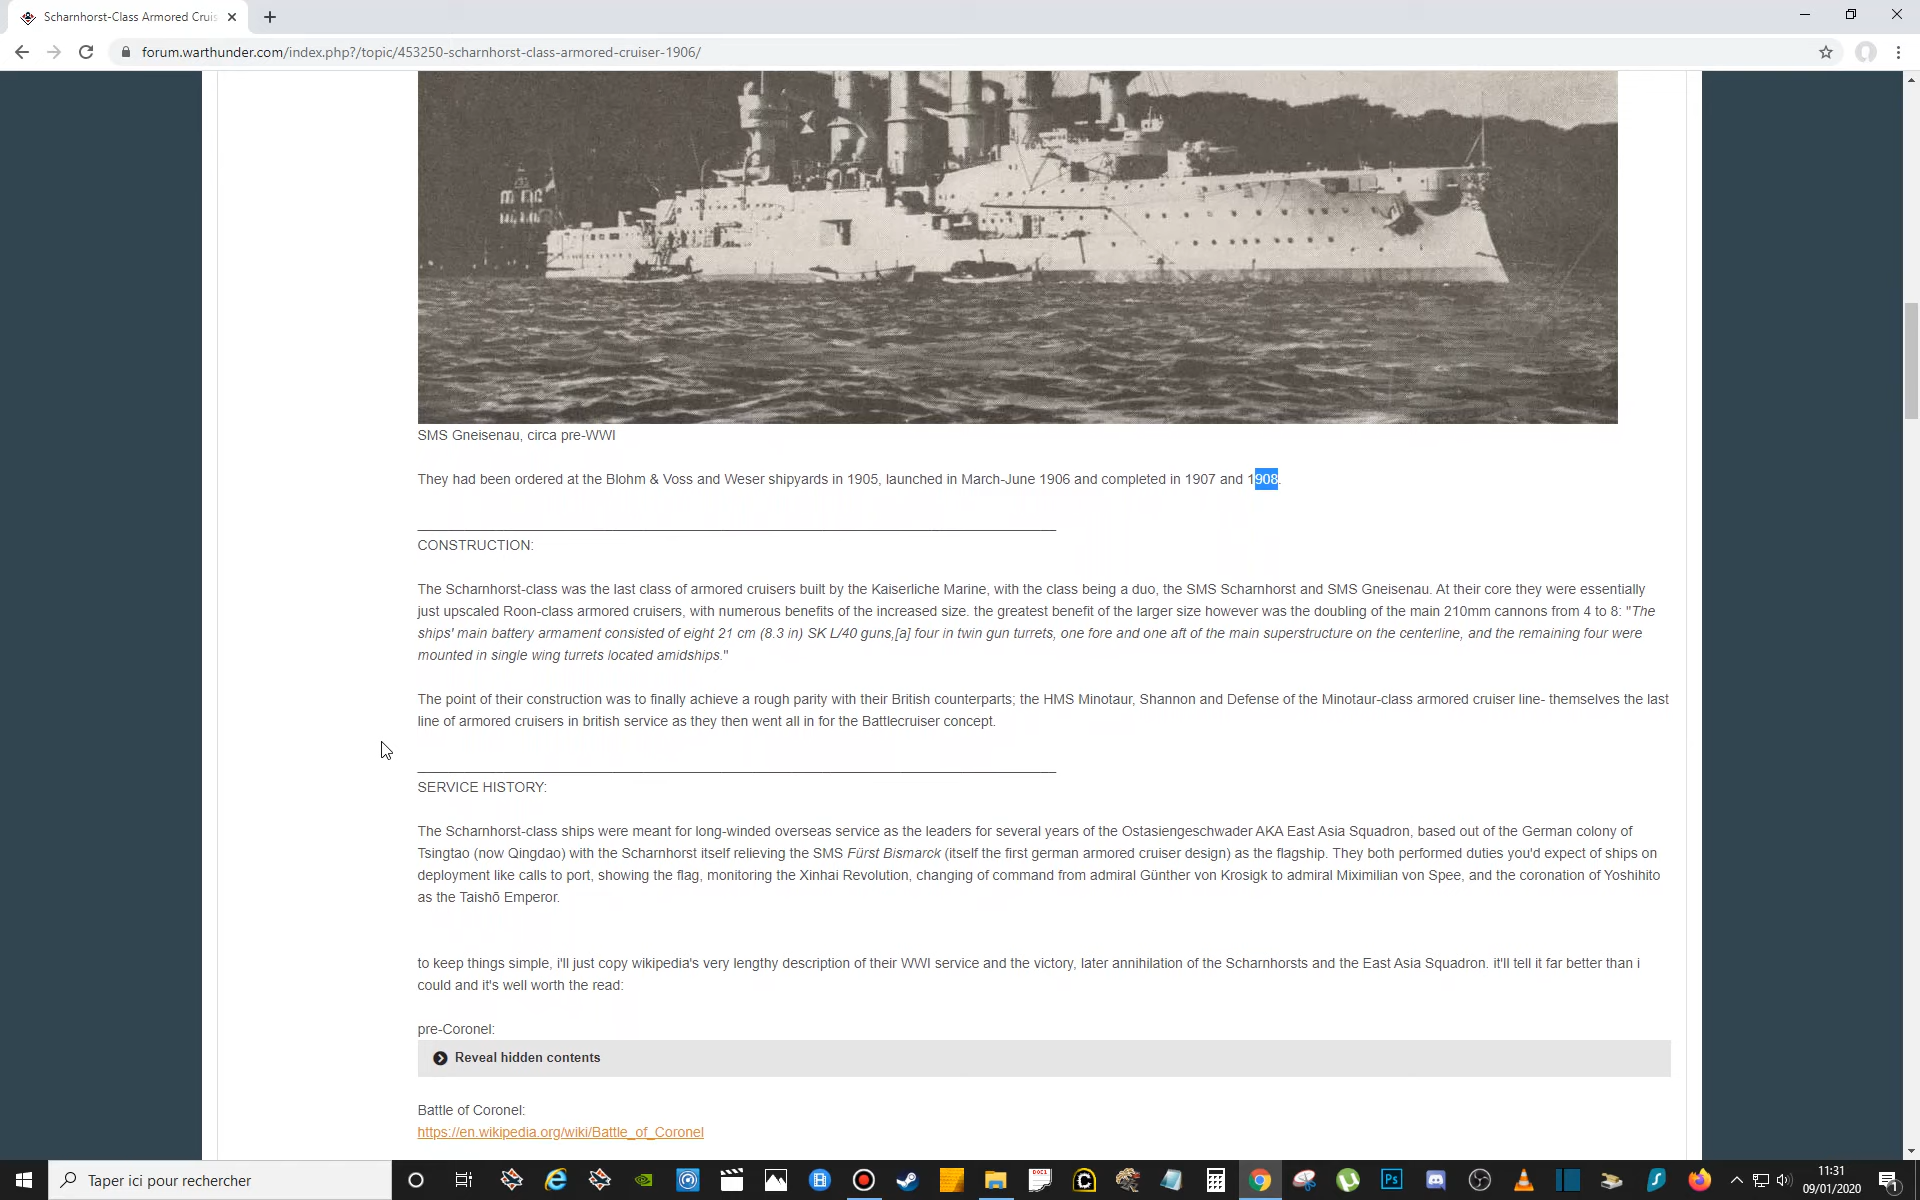 Scharnhorst-Class Armored Cruis
forum.warthunder.com/index.php?/topic/453250-scharnhorst-class-armored-cruiser-1906/
SMS Gneisenau, circa pre-WWI
They had been ordered at the Blohm & Voss and Weser shipyards in 1905, launched in March-June 1906 and completed in 1907 and 1908.
CONSTRUCTION:
The Scharnhorst-class was the last class of armored cruisers built by the Kaiserliche Marine, with the class being a duo, the SMS Scharnhorst and SMS Gneisenau. At their core they were essentially
just upscaled Roon-class armored cruisers, with numerous benefits of the increased size. the greatest benefit of the larger size however was the doubling of the main 210mm cannons from 4 to 8: "The
ships' main battery armament consisted of eight 21 cm (8.3 in) SK L/40 guns,[a] four in twin gun turrets, one fore and one aft of the main superstructure on the centerline, and the remaining four were
mounted in single wing turrets located amidships."
The point of their construction was to finally achieve a rough parity with their British counterparts; the HMS Minotaur, Shannon and Defense of the Minotaur-class armored cruiser line- themselves the last
line of armored cruisers in british service as they then went all in for the Battlecruiser concept.
SERVICE HISTORY:
The Scharnhorst-class ships were meant for long-winded overseas service as the leaders for several years of the Ostasiengeschwader AKA East Asia Squadron, based out of the German colony of
Tsingtao (now Qingdao) with the Scharnhorst itself relieving the SMS Fürst Bismarck (itself the first german armored cruiser design) as the flagship. They both performed duties you'd expect of ships on
deployment like calls to port, showing the flag, monitoring the Xinhai Revolution, changing of command from admiral Günther von Krosigk to admiral Miximilian von Spee, and the coronation of Yoshihito
as the Taishō Emperor.
to keep things simple, i'll just copy wikipedia's very lengthy description of their WWI service and the victory, later annihilation of the Scharnhorsts and the East Asia Squadron. it'll tell it far better than i
could and it's well worth the read:
pre-Coronel:
Reveal hidden contents
Battle of Coronel:
https://en.wikipedia.org/wiki/Battle_of_Coronel
Taper ici pour rechercher
11:31
09/01/2020